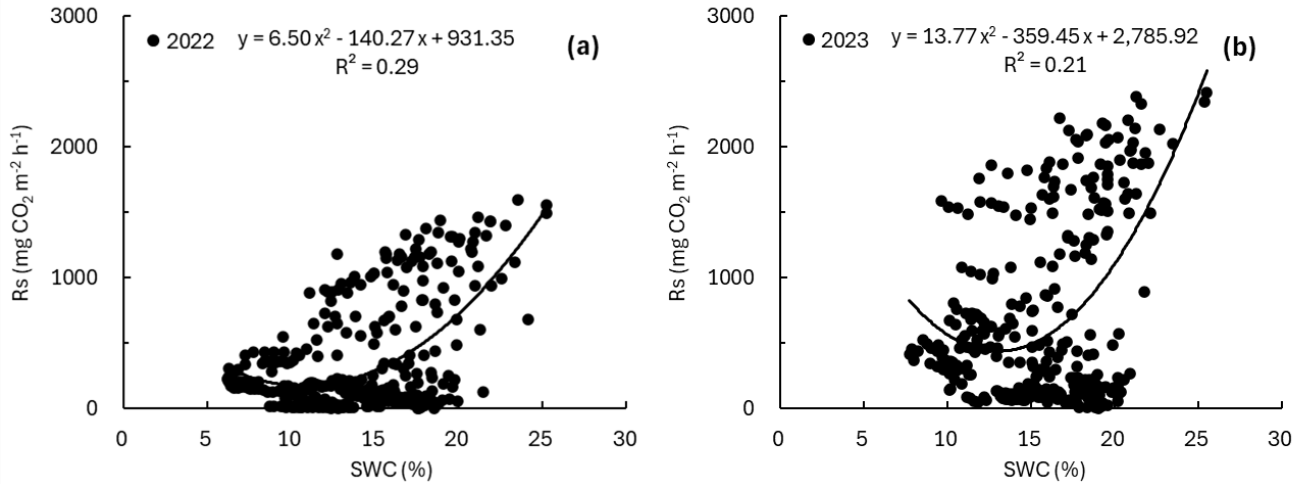 3000
2022 y = 6.50 x² - 140.27 x + 931.35
R² = 0.29
(a)
2000
1000
0
Rs (mg CO₂ m⁻² h⁻¹)
0 5 10 15 20 25 30
SWC (%)
3000
2023 y = 13.77 x² - 359.45 x + 2,785.92
R² = 0.21
(b)
2000
1000
0
Rs (mg CO₂ m⁻² h⁻¹)
0 5 10 15 20 25 30
SWC (%)